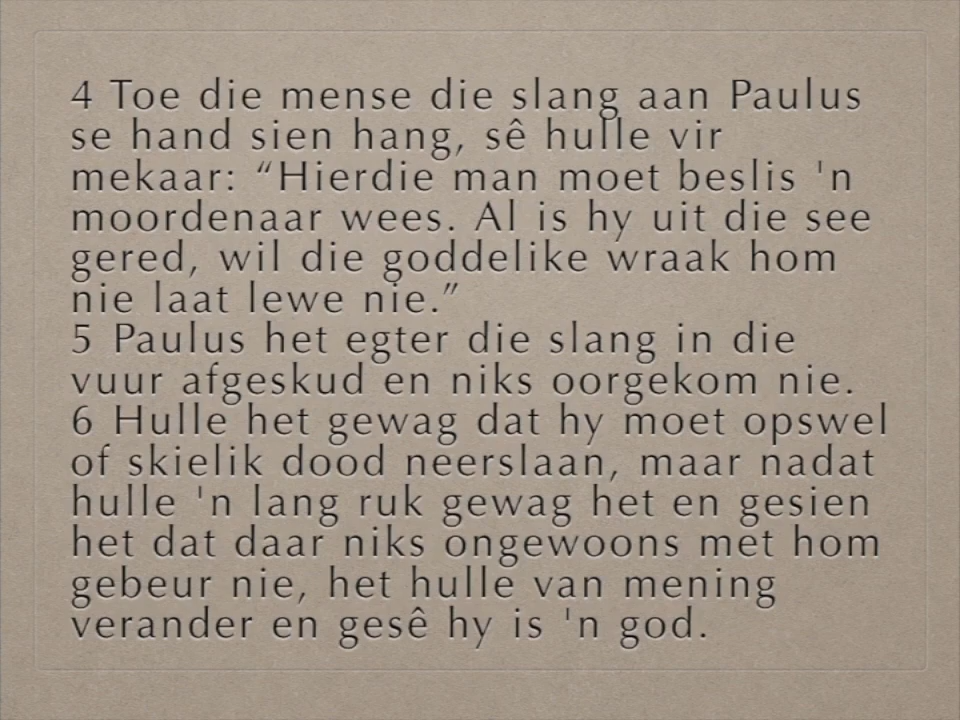 4 Toe die mense die slang aan Paulus
se hand sien hang, sê hulle vir
mekaar: “Hierdie man moet beslis 'n
moordenaar wees. Al is hy uit die see
gered, wil die goddelike wraak hom
nie laat lewe nie.”
5 Paulus het egter die slang in die
vuur afgeskud en niks oorgekom nie.
6 Hulle het gewag dat hy moet opswel
of skielik dood neerslaan, maar nadat
hulle 'n lang ruk gewag het en gesien
het dat daar niks ongewoons met hom
gebeur nie, het hulle van mening
verander en gesê hy is 'n god.